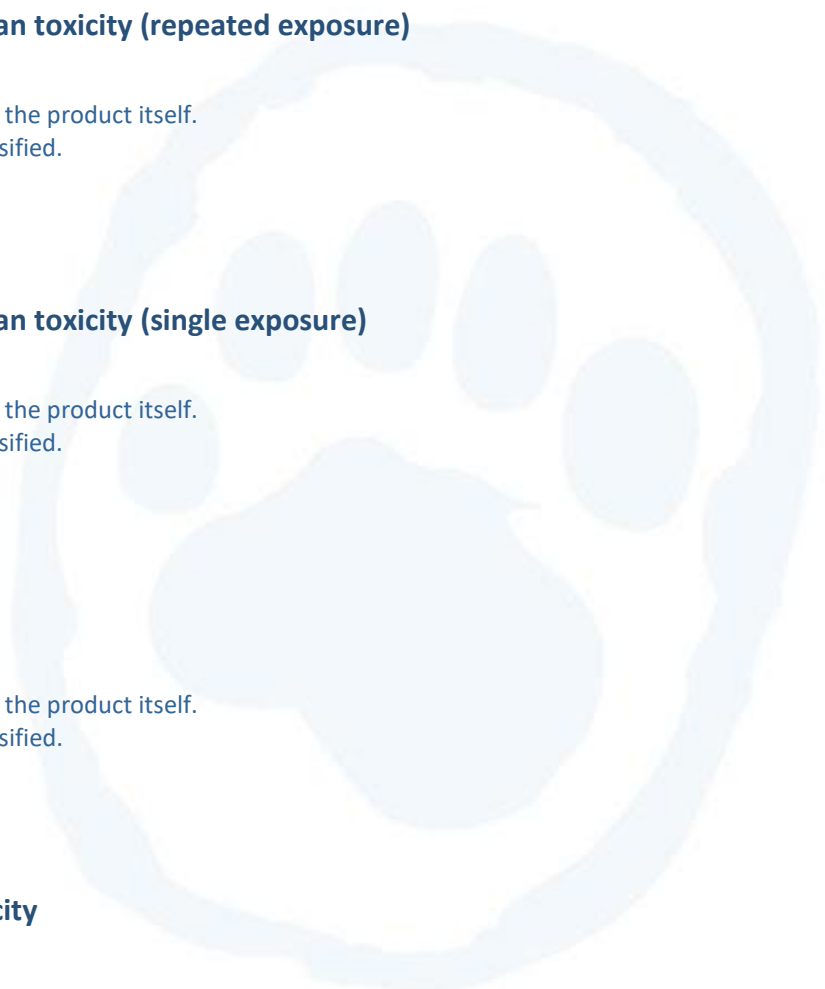 an toxicity (repeated exposure)
the product itself.
sified.
an toxicity (single exposure)
the product itself.
sified.
the product itself.
sified.
city